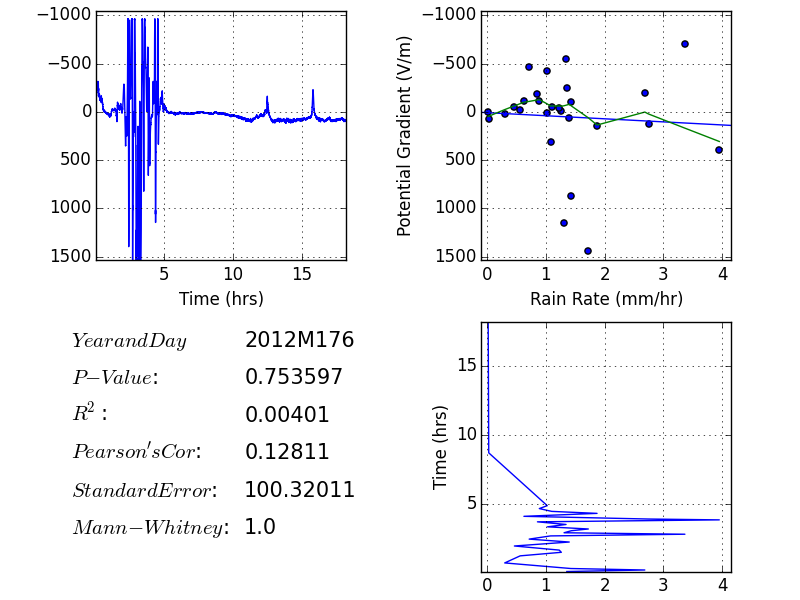 −1000
−500
0
500
1000
1500
5
10
15
Time (hrs)
Potential Gradient (V/m)
−1000
−500
0
500
1000
1500
0
1
2
3
4
Rain Rate (mm/hr)
YearandDay 2012M176
P−Value: 0.753597
R²: 0.00401
Pearson'sCor: 0.12811
StandardError: 100.32011
Mann−Whitney: 1.0
Time (hrs)
15
10
5
0
1
2
3
4